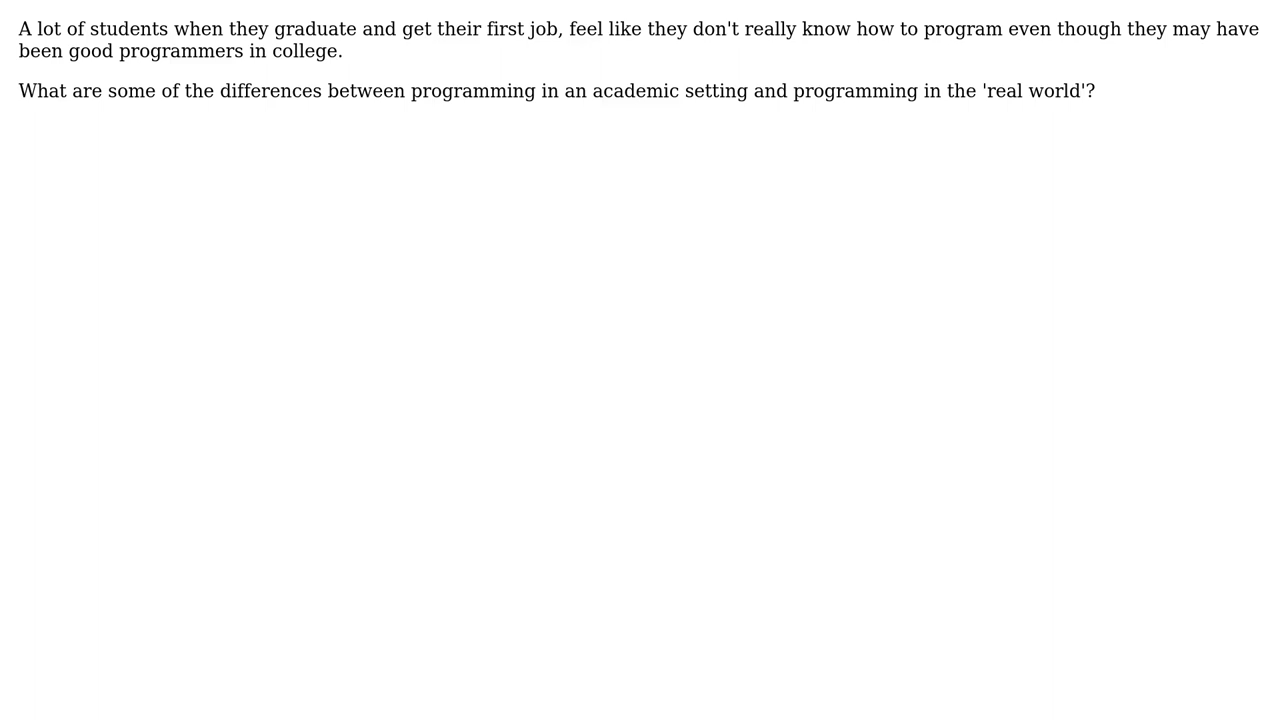 A lot of students when they graduate and get their first job, feel like they don't really know how to program even though they may have
been good programmers in college.
What are some of the differences between programming in an academic setting and programming in the 'real world'?